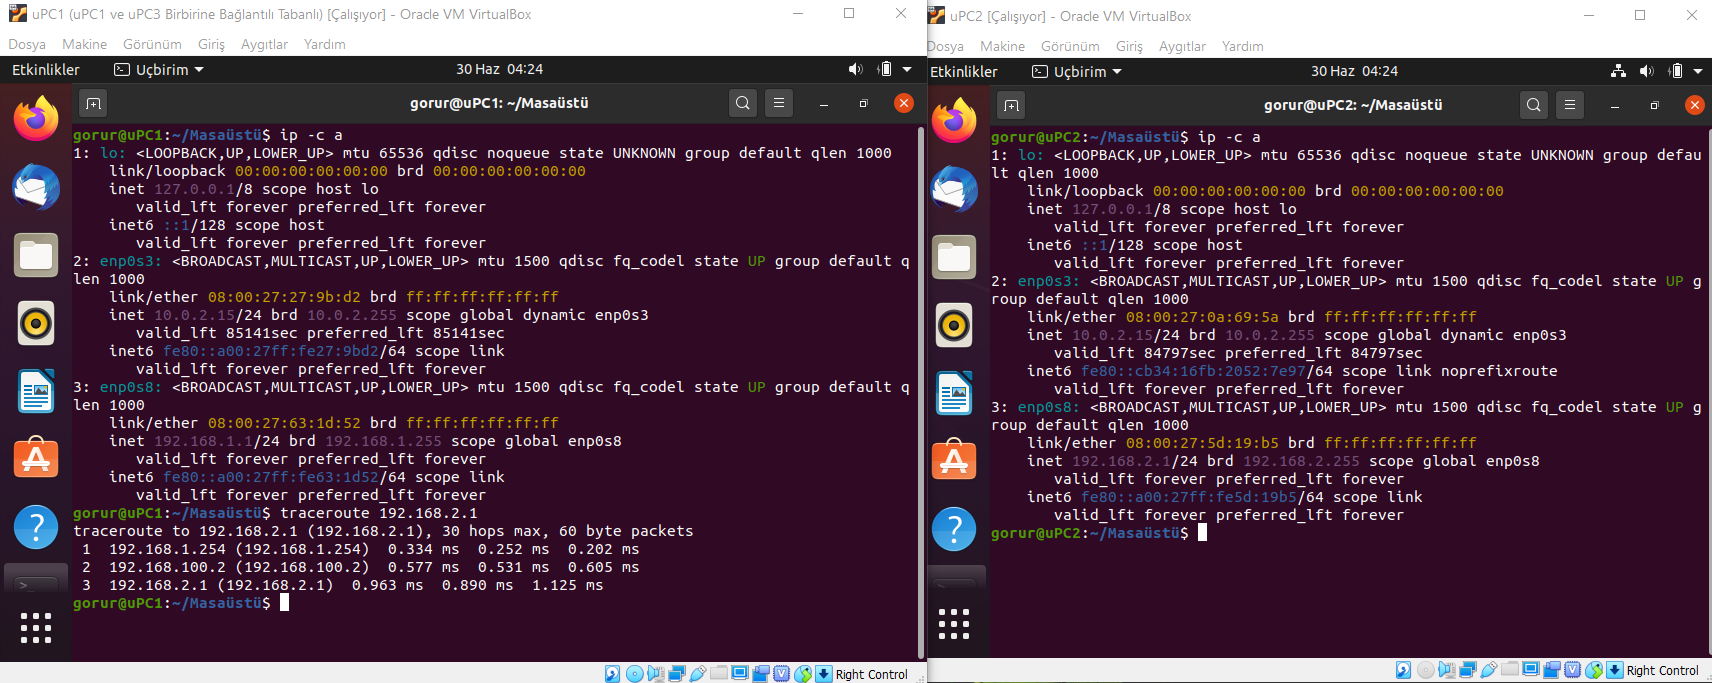 uPC1 (uPC1 ve uPC3 Birbirine Bağlantılı Tabanlı) [Çalışıyor] - Oracle VM VirtualBox
Dosya Makine Görünüm Giriş Aygıtlar Yardım
Etkinlikler Uçbirim 30 Haz 04:24
gorur@uPC1: ~/Masaüstü
gorur@uPC1:~/Masaüstü$ ip -c a
1: lo: <LOOPBACK,UP,LOWER_UP> mtu 65536 qdisc noqueue state UNKNOWN group default qlen 1000
link/loopback 00:00:00:00:00:00 brd 00:00:00:00:00:00
inet 127.0.0.1/8 scope host lo
valid_lft forever preferred_lft forever
inet6 ::1/128 scope host
valid_lft forever preferred_lft forever
2: enp0s3: <BROADCAST,MULTICAST,UP,LOWER_UP> mtu 1500 qdisc fq_codel state UP group default q
len 1000
link/ether 08:00:27:27:9b:d2 brd ff:ff:ff:ff:ff:ff
inet 10.0.2.15/24 brd 10.0.2.255 scope global dynamic enp0s3
valid_lft 85141sec preferred_lft 85141sec
inet6 fe80::a00:27ff:fe27:9bd2/64 scope link
valid_lft forever preferred_lft forever
3: enp0s8: <BROADCAST,MULTICAST,UP,LOWER_UP> mtu 1500 qdisc fq_codel state UP group default q
len 1000
link/ether 08:00:27:63:1d:52 brd ff:ff:ff:ff:ff:ff
inet 192.168.1.1/24 brd 192.168.1.255 scope global enp0s8
valid_lft forever preferred_lft forever
inet6 fe80::a00:27ff:fe63:1d52/64 scope link
valid_lft forever preferred_lft forever
gorur@uPC1:~/Masaüstü$ traceroute 192.168.2.1
traceroute to 192.168.2.1 (192.168.2.1), 30 hops max, 60 byte packets
1 192.168.1.254 (192.168.1.254) 0.334 ms 0.252 ms 0.202 ms
2 192.168.100.2 (192.168.100.2) 0.577 ms 0.531 ms 0.605 ms
3 192.168.2.1 (192.168.2.1) 0.963 ms 0.890 ms 1.125 ms
gorur@uPC1:~/Masaüstü$
Right Control
uPC2 [Çalışıyor] - Oracle VM VirtualBox
Dosya Makine Görünüm Giriş Aygıtlar Yardım
Etkinlikler Uçbirim 30 Haz 04:24
gorur@uPC2: ~/Masaüstü
gorur@uPC2:~/Masaüstü$ ip -c a
1: lo: <LOOPBACK,UP,LOWER_UP> mtu 65536 qdisc noqueue state UNKNOWN group defau
lt qlen 1000
link/loopback 00:00:00:00:00:00 brd 00:00:00:00:00:00
inet 127.0.0.1/8 scope host lo
valid_lft forever preferred_lft forever
inet6 ::1/128 scope host
valid_lft forever preferred_lft forever
2: enp0s3: <BROADCAST,MULTICAST,UP,LOWER_UP> mtu 1500 qdisc fq_codel state UP g
roup default qlen 1000
link/ether 08:00:27:0a:69:5a brd ff:ff:ff:ff:ff:ff
inet 10.0.2.15/24 brd 10.0.2.255 scope global dynamic enp0s3
valid_lft 84797sec preferred_lft 84797sec
inet6 fe80::cb34:16fb:2052:7e97/64 scope link noprefixroute
valid_lft forever preferred_lft forever
3: enp0s8: <BROADCAST,MULTICAST,UP,LOWER_UP> mtu 1500 qdisc fq_codel state UP g
roup default qlen 1000
link/ether 08:00:27:5d:19:b5 brd ff:ff:ff:ff:ff:ff
inet 192.168.2.1/24 brd 192.168.2.255 scope global enp0s8
valid_lft forever preferred_lft forever
inet6 fe80::a00:27ff:fe5d:19b5/64 scope link
valid_lft forever preferred_lft forever
gorur@uPC2:~/Masaüstü$
Right Control